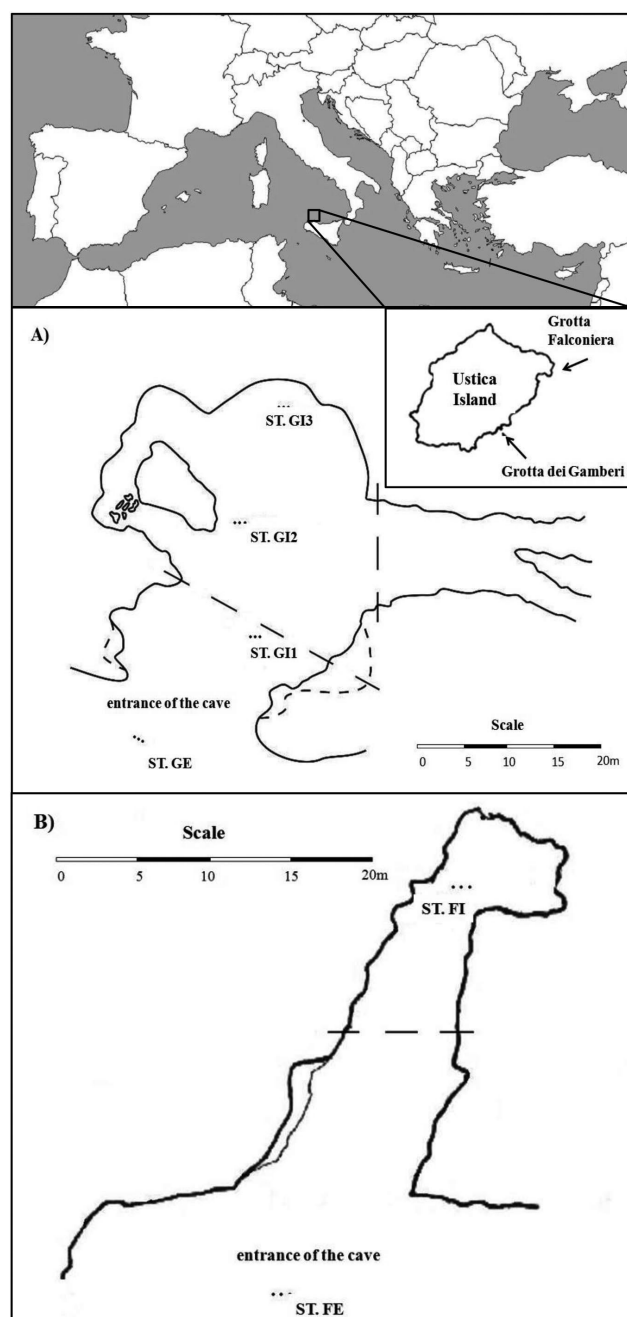 A)
Grotta
Falconiera
Ustica
Island
Grotta dei Gamberi
ST. GI3
ST. GI2
ST. GI1
entrance of the cave
ST. GE
Scale
0 5 10 15 20m
B)
Scale
0 5 10 15 20m
ST. FI
entrance of the cave
ST. FE